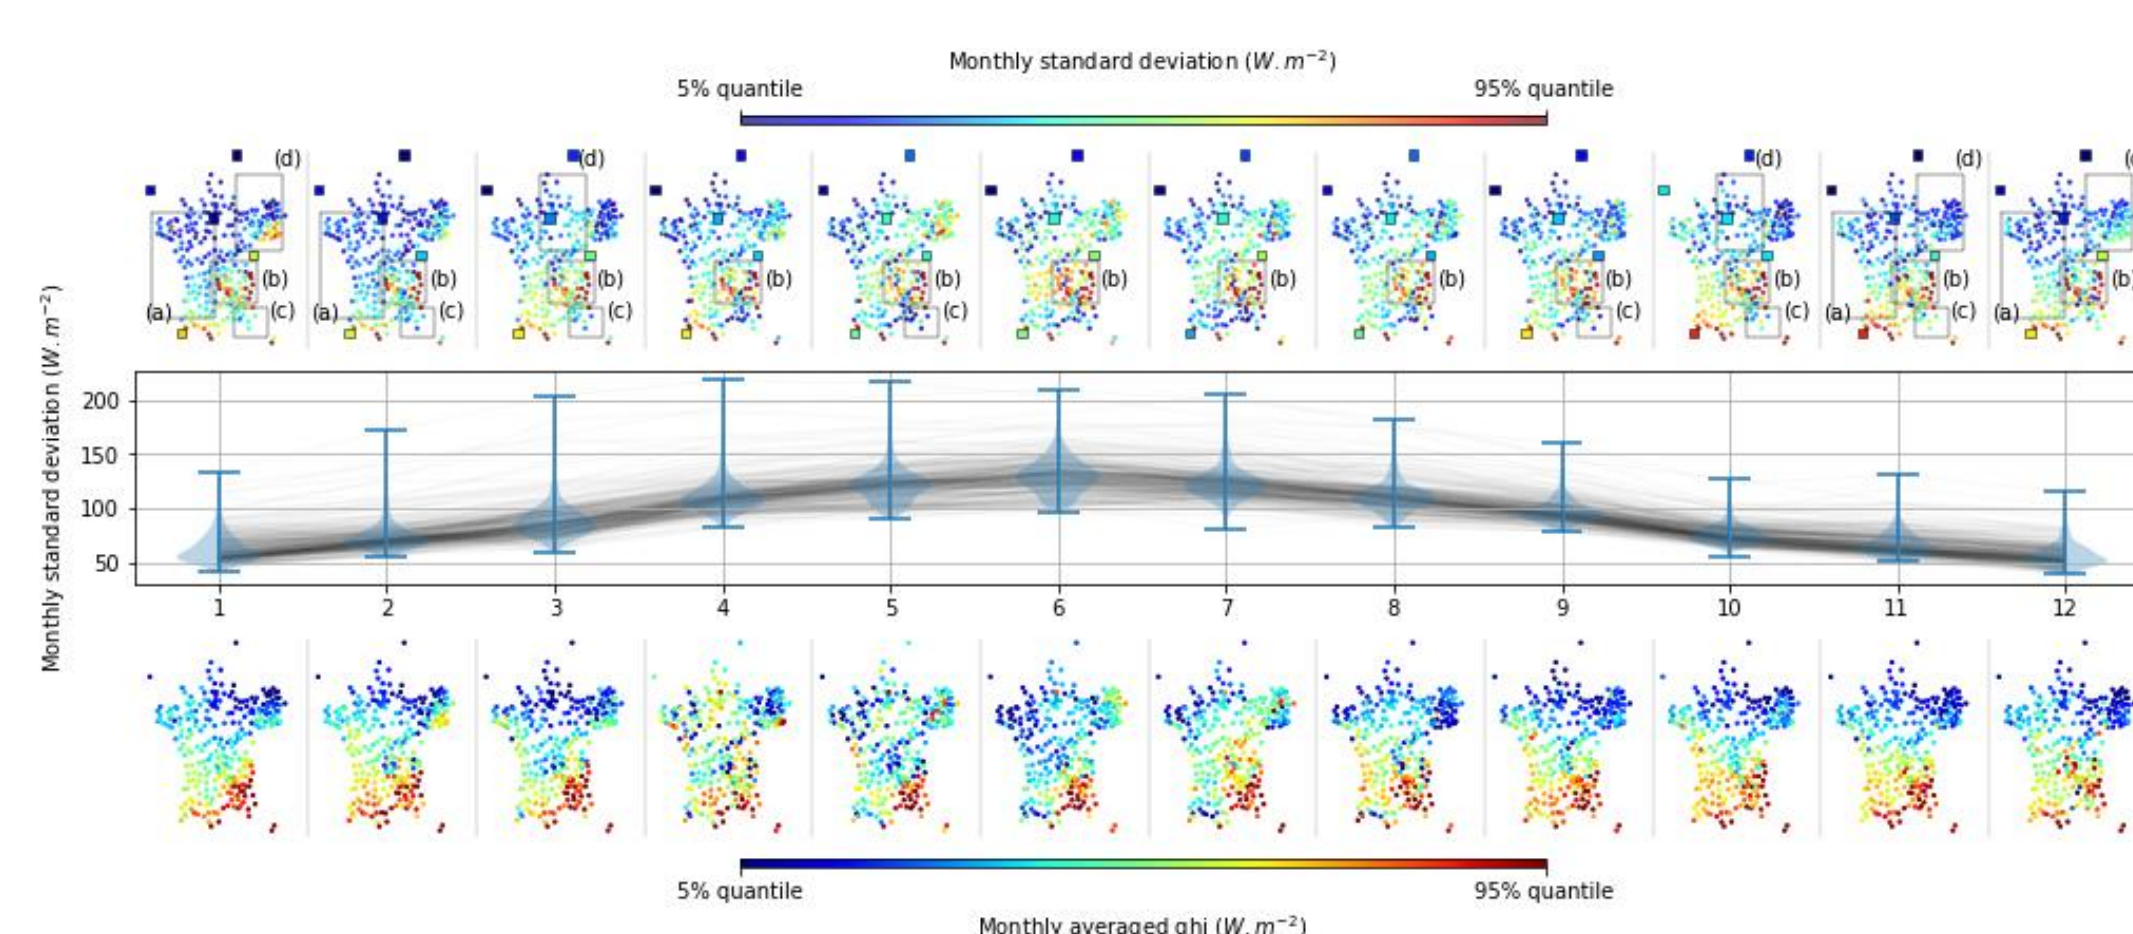 Monthly standard deviation (W.m⁻²)
5% quantile 95% quantile
(d) (d) (d) (d) (
(b) (b) (b) (b) (b) (b) (b) (b) (b) (b) (b) (b
(a) (c) (a) (c) (c) (c) (c) (c) (a) (c) (a)
Monthly standard deviation (W.m⁻²)
200
150
100
50
1 2 3 4 5 6 7 8 9 10 11 12
5% quantile 95% quantile
Monthly averaged ghi (W.m⁻²)